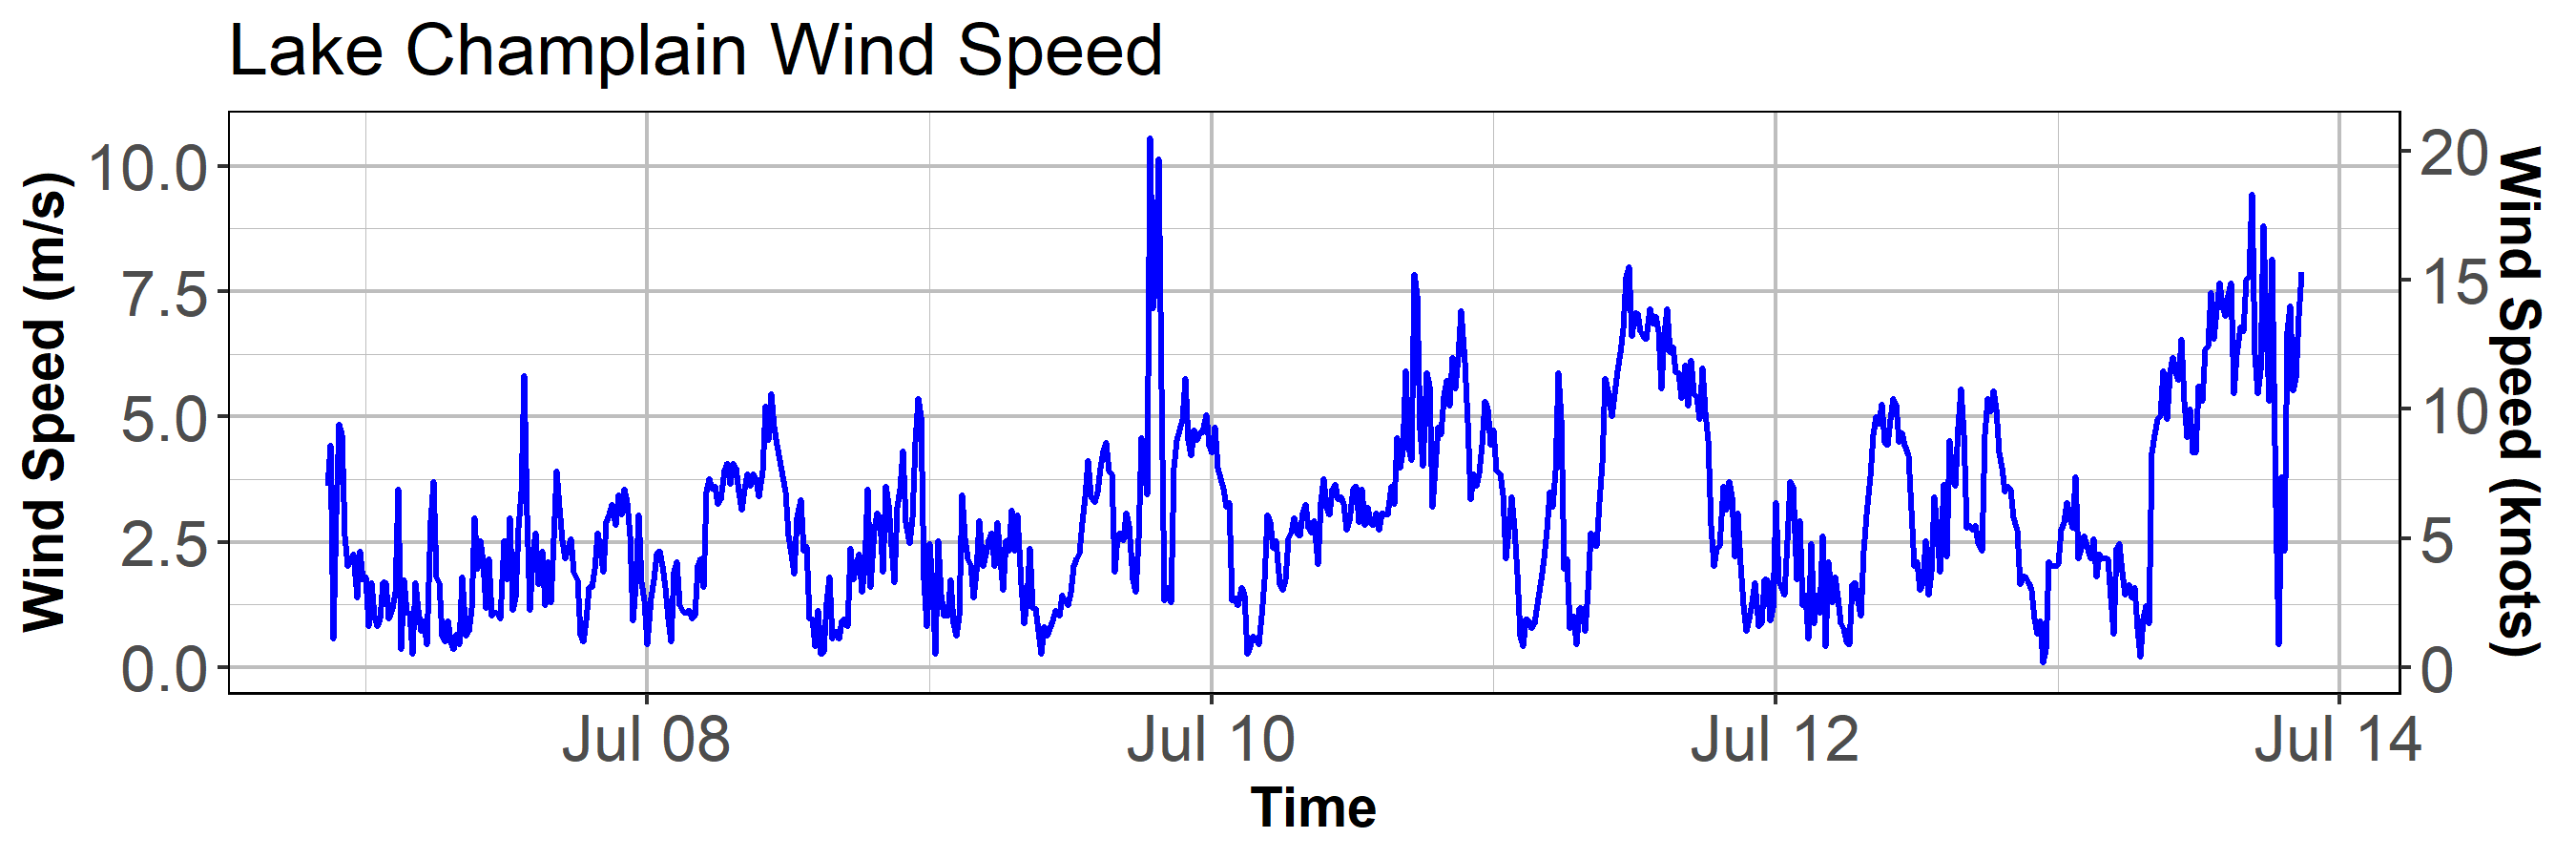 Lake Champlain Wind Speed
Wind Speed (m/s)
10.0
7.5
5.0
2.5
0.0
20
15
10
5
0
Wind Speed (knots)
Jul 08
Jul 10
Jul 12
Jul 14
Time